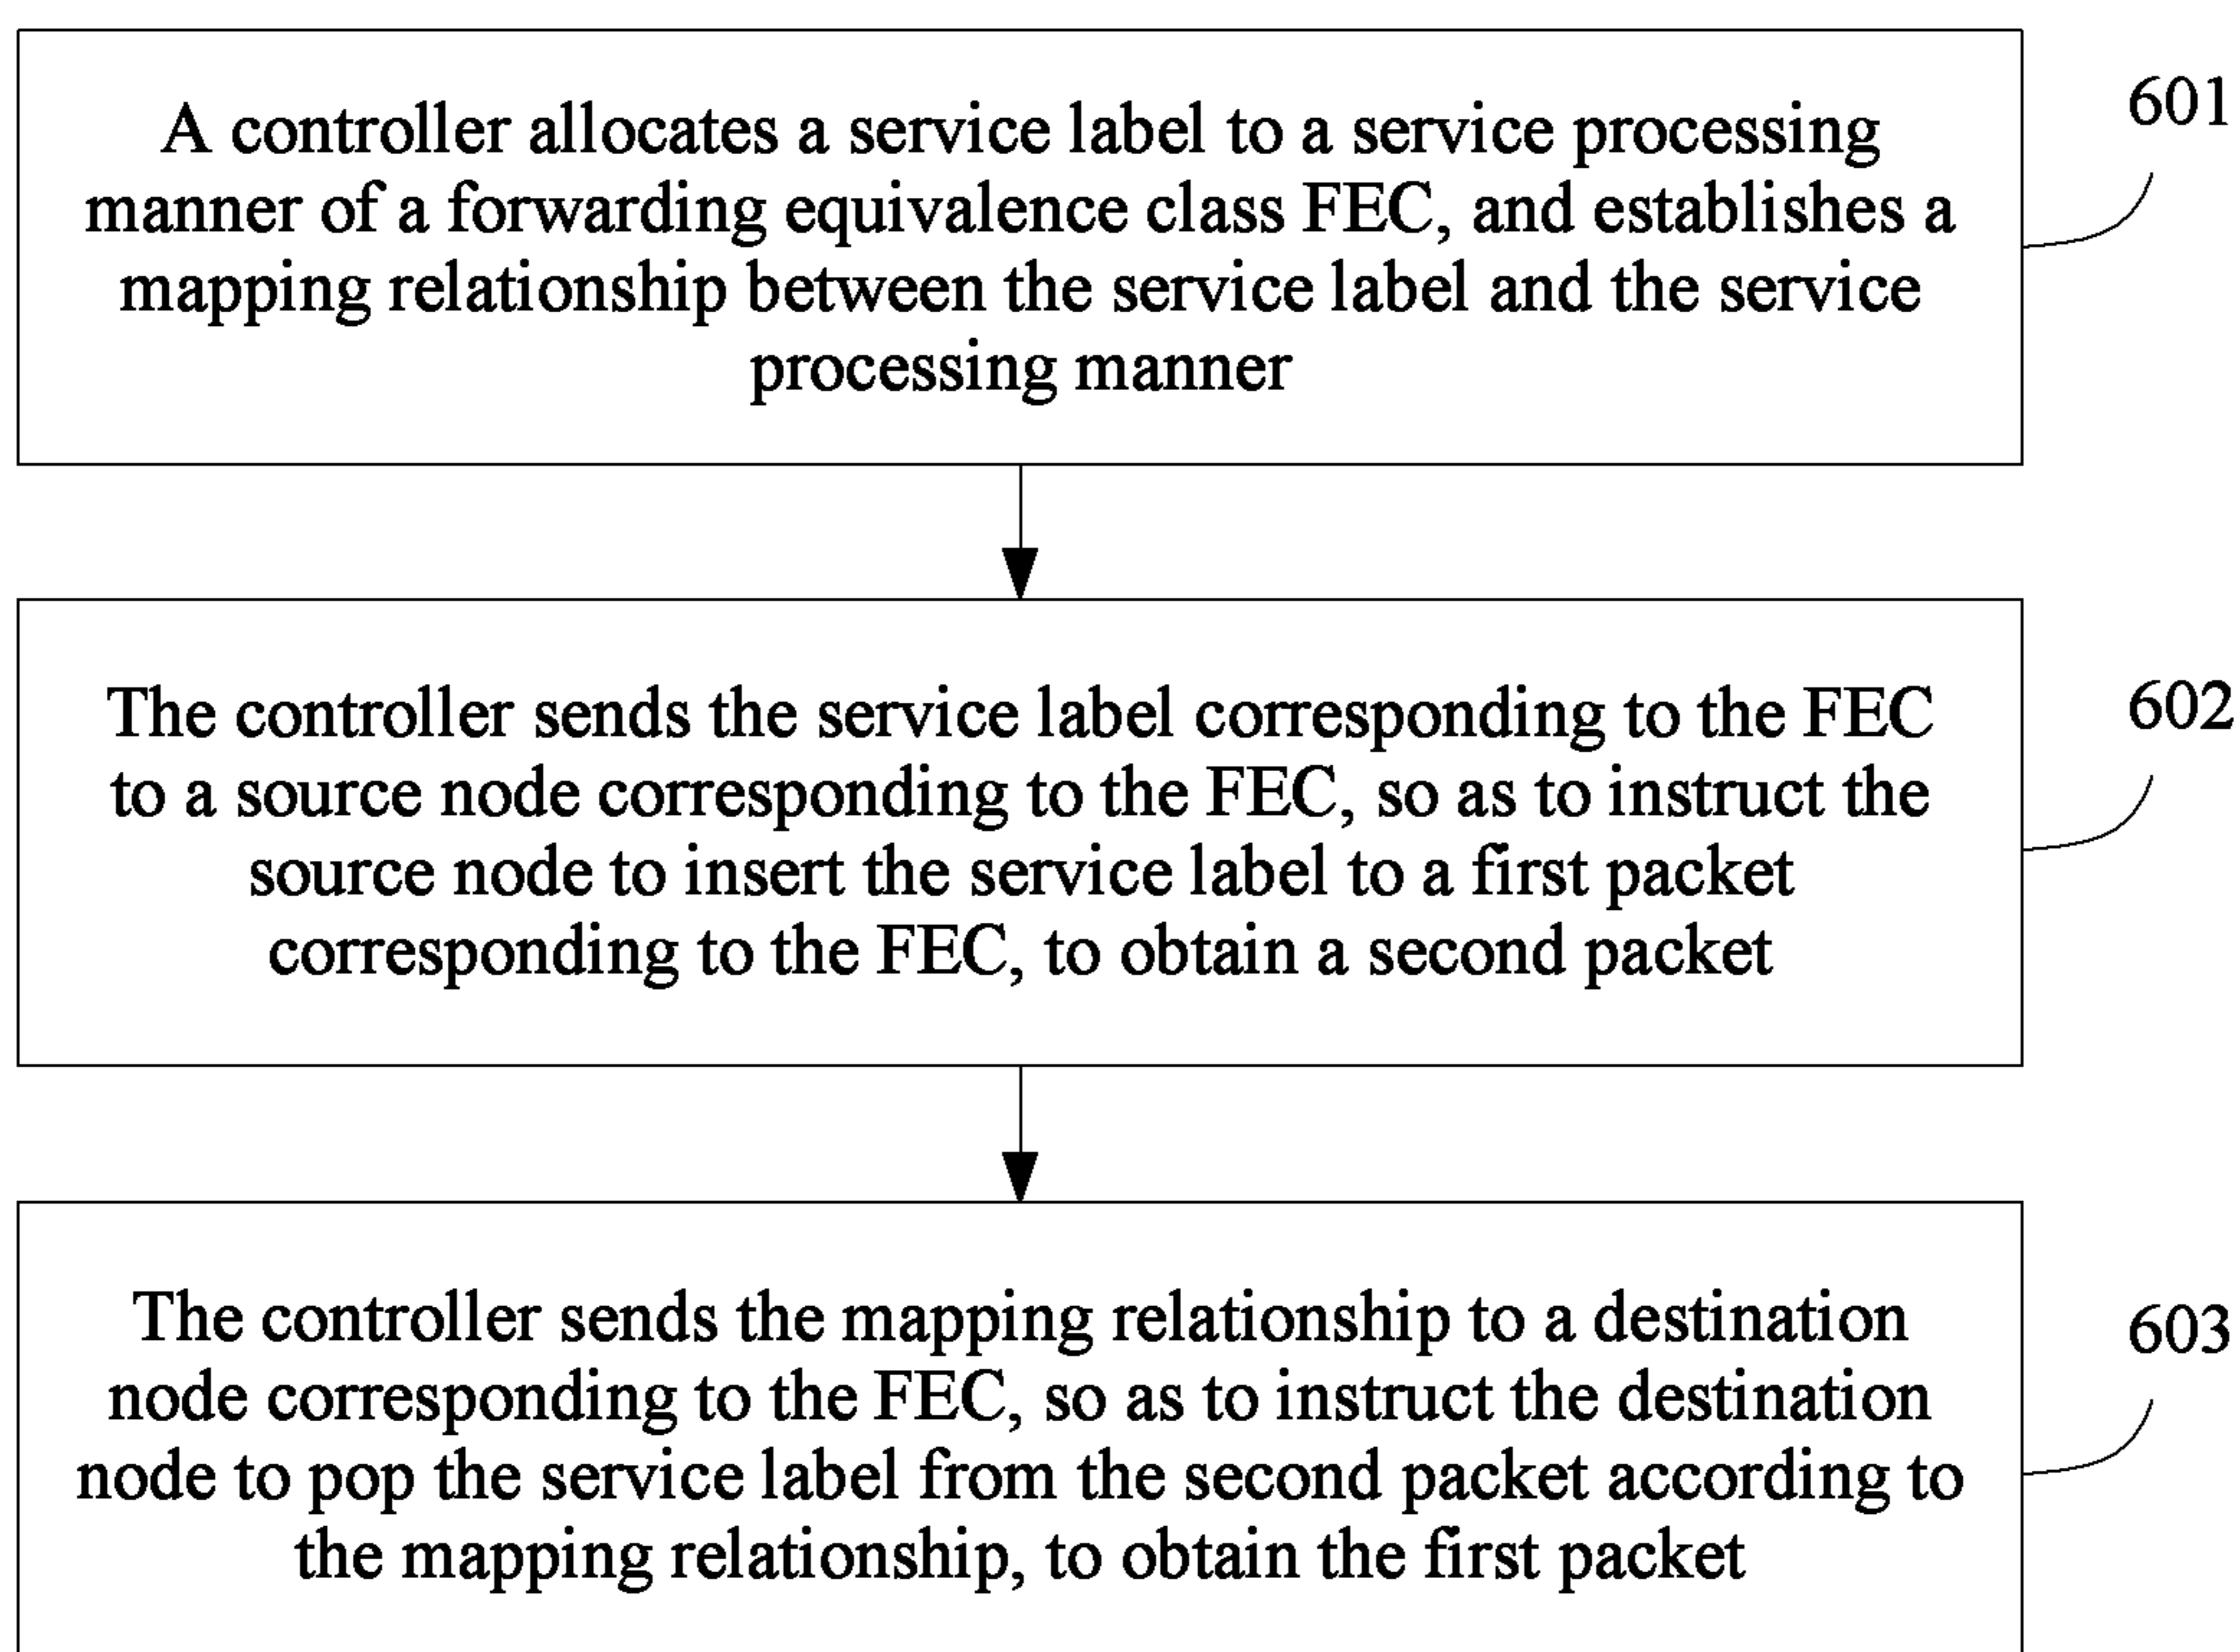 A controller allocates a service label to a service processing
manner of a forwarding equivalence class FEC, and establishes a
mapping relationship between the service label and the service
processing manner
601
The controller sends the service label corresponding to the FEC
to a source node corresponding to the FEC, so as to instruct the
source node to insert the service label to a first packet
corresponding to the FEC, to obtain a second packet
602
The controller sends the mapping relationship to a destination
node corresponding to the FEC, so as to instruct the destination
node to pop the service label from the second packet according to
the mapping relationship, to obtain the first packet
603